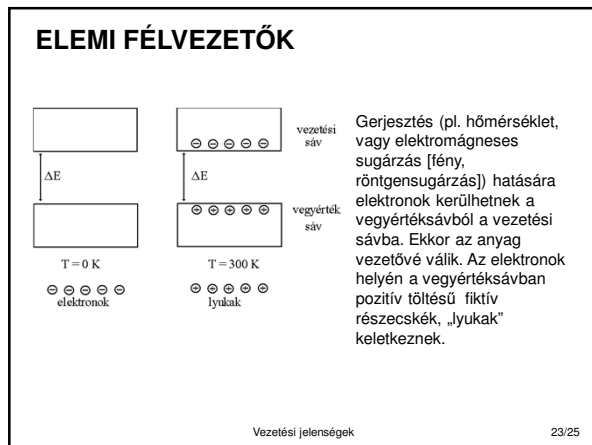 ELEMI FÉLVEZETŐK
vezetési
sáv
ΔE
ΔE
vegyérték
sáv
T = 0 K
T = 300 K
elektronok
lyukak
Gerjesztés (pl. hőmérséklet,
vagy elektromágneses
sugárzás [fény,
röntgensugárzás]) hatására
elektronok kerülhetnek a
vegyértéksávból a vezetési
sávba. Ekkor az anyag
vezetővé válik. Az elektronok
helyén a vegyértéksávban
pozitív töltésű fiktív
részecskék, „lyukak”
keletkeznek.
Vezetési jelenségek
23/25